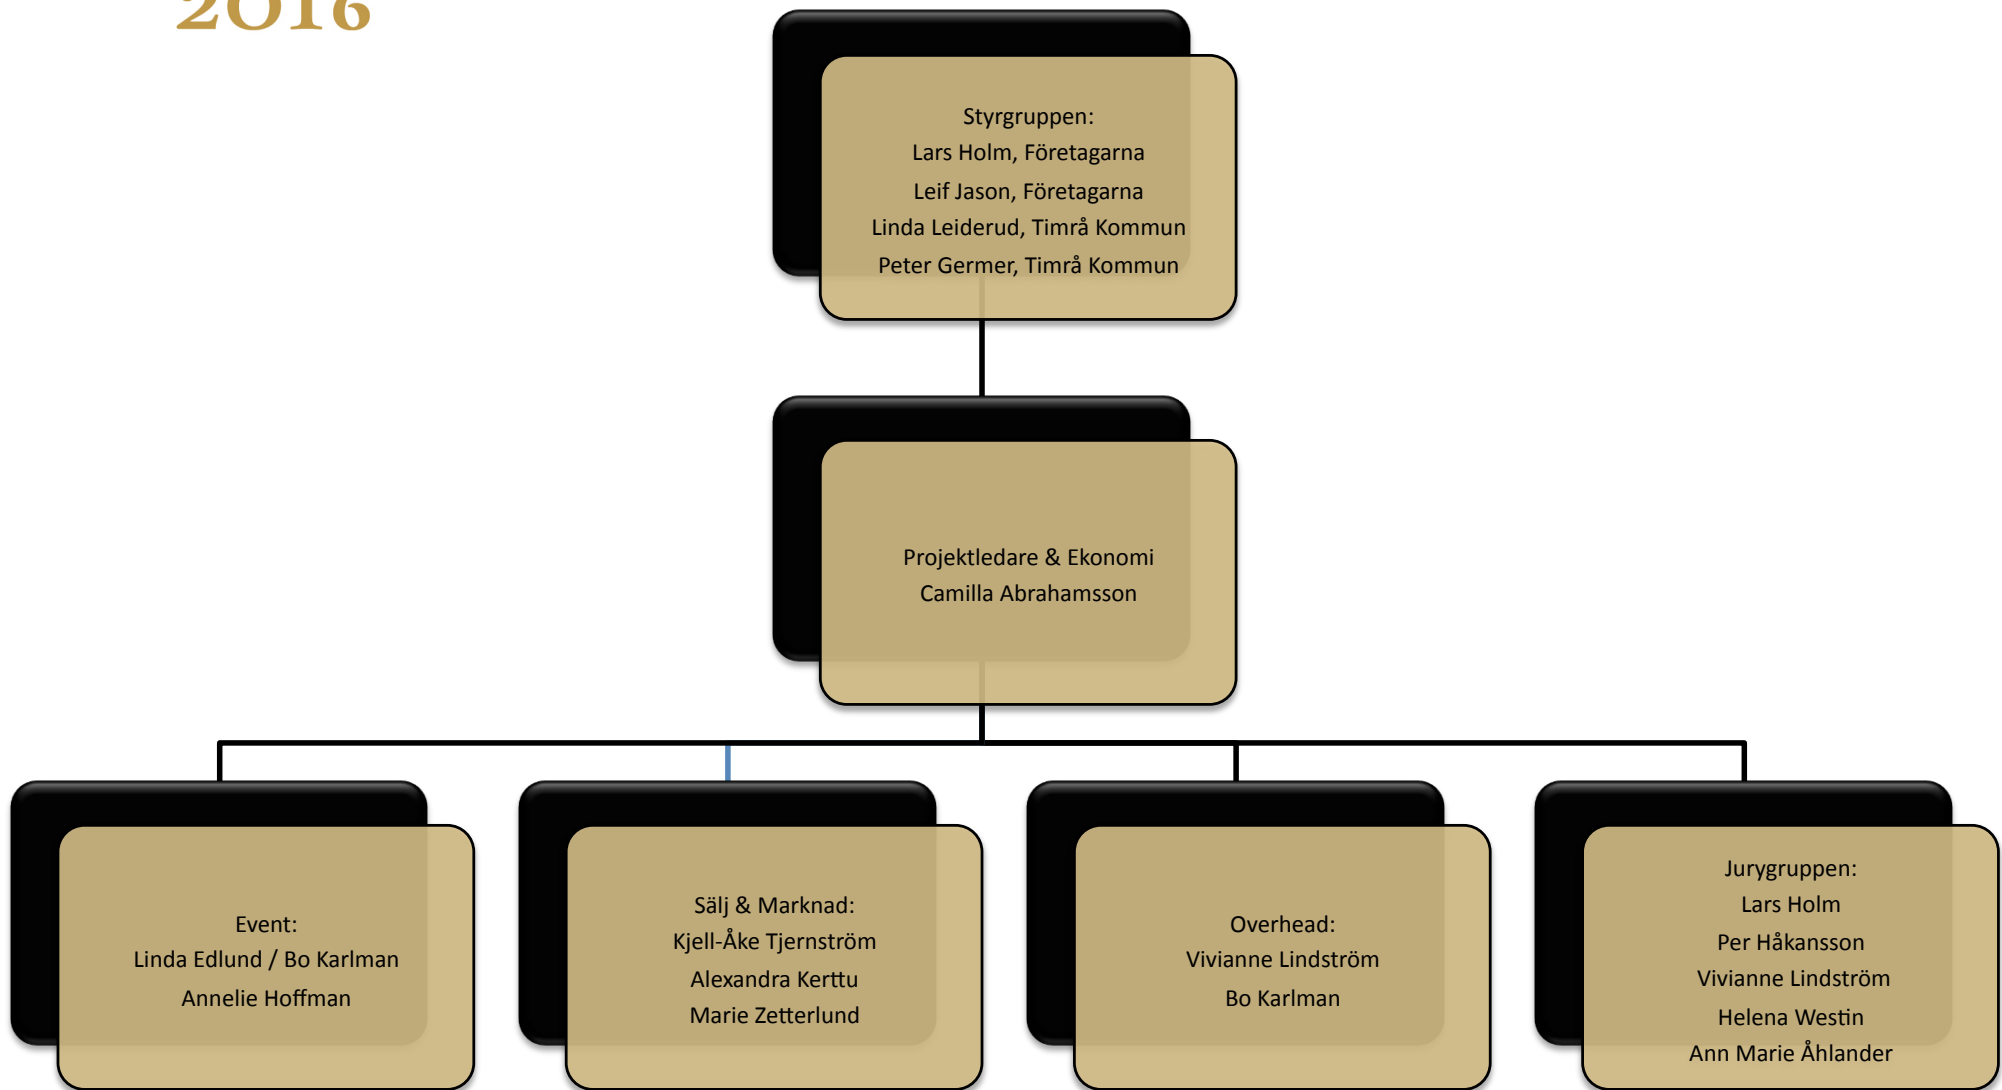 2016
Styrgruppen:
Lars Holm, Företagarna
Leif Jason, Företagarna
Linda Leiderud, Timrå Kommun
Peter Germer, Timrå Kommun
Projektledare & Ekonomi
Camilla Abrahamsson
Event:
Linda Edlund / Bo Karlman
Annelie Hoffman
Sälj & Marknad:
Kjell-Åke Tjernström
Alexandra Kerttu
Marie Zetterlund
Overhead:
Vivianne Lindström
Bo Karlman
Jurygruppen:
Lars Holm
Per Håkansson
Vivianne Lindström
Helena Westin
Ann Marie Åhlander